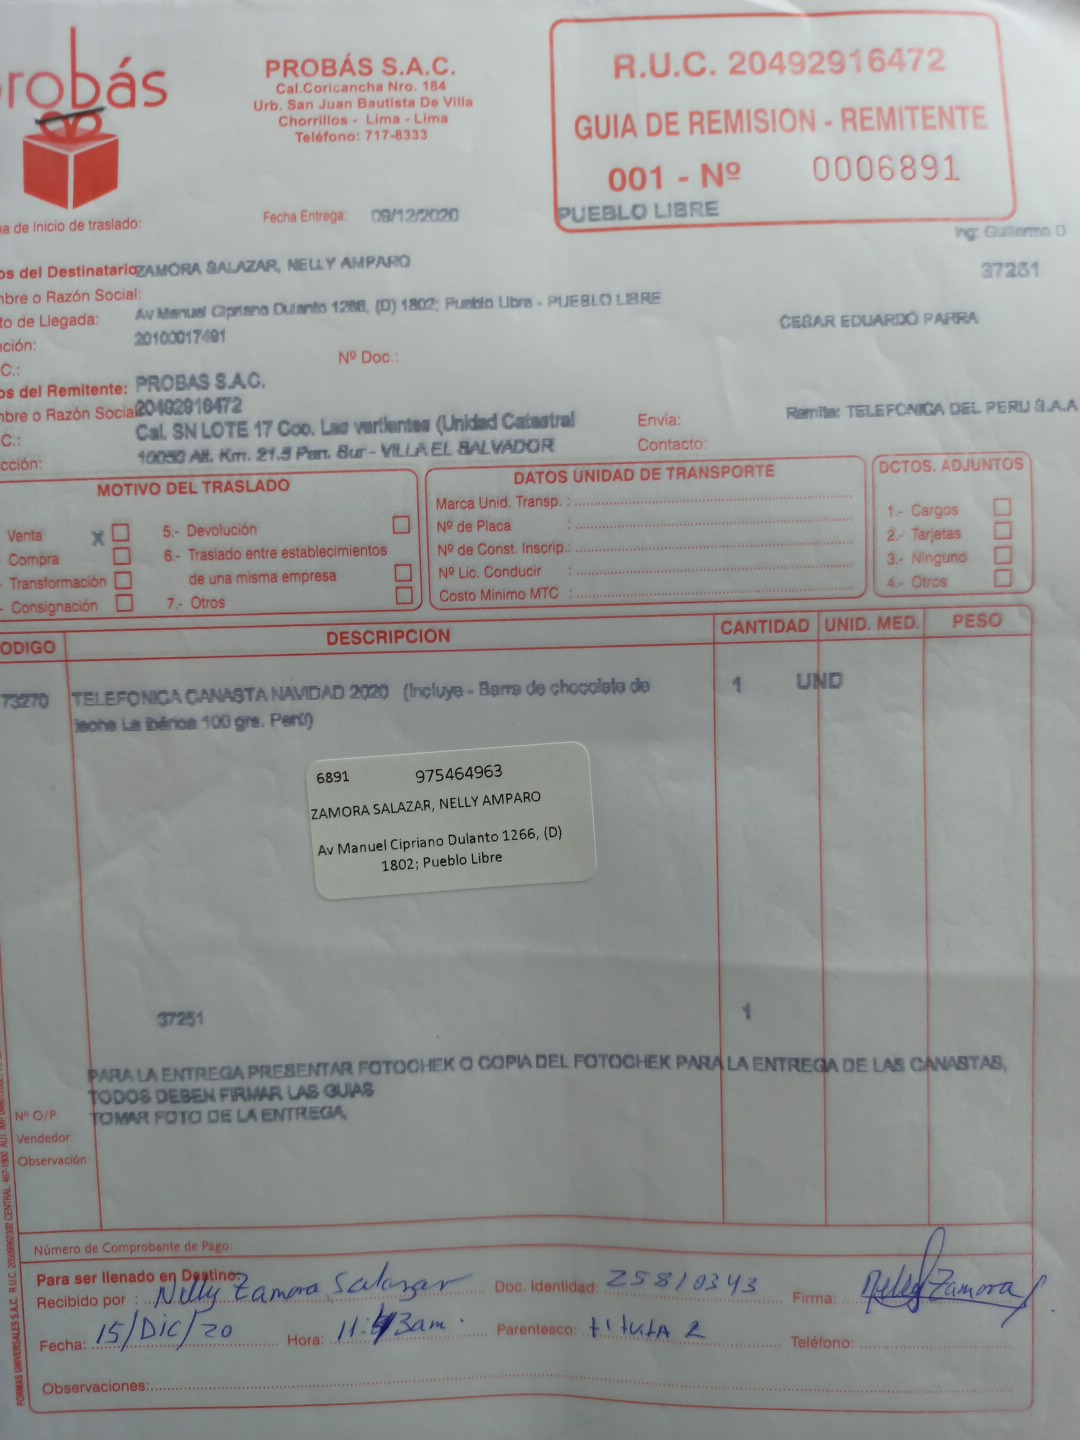 probás
PROBÁS S.A.C.
Cal.Coricancha Nro. 184
Urb. San Juan Bautista De Villa
Chorrillos - Lima - Lima
Teléfono: 717-8333
R.U.C. 20492916472
GUIA DE REMISION - REMITENTE
001 - Nº 0006891
PUEBLO LIBRE
a de Inicio de traslado:
Fecha Entrega: 09/12/2020
Ing: Guillermo D
os del Destinatario ZAMORA SALAZAR, NELLY AMPARO
37251
mbre o Razón Social:
to de Llegada: Av Manuel Cipriano Dulanto 1266, (D) 1802; Pueblo Libre - PUEBLO LIBRE
CESAR EDUARDO PARRA
nción: 20100017491
C.:
Nº Doc.:
os del Remitente: PROBAS S.A.C.
mbre o Razón Social 20492916472
Remite: TELEFONICA DEL PERU S.A.A
C.: Cal. SN LOTE 17 Coo. Las vertientes (Unidad Catastral
Envía:
cción: 10050 Alt. Km. 21.5 Pan. Sur - VILLA EL SALVADOR
Contacto:
MOTIVO DEL TRASLADO
Venta X
Compra
Transformación
Consignación
5.- Devolución
6.- Traslado entre establecimientos
de una misma empresa
7.- Otros
DATOS UNIDAD DE TRANSPORTE
Marca Unid. Transp. :
Nº de Placa :
Nº de Const. Inscrip.:
Nº Lic. Conducir :
Costo Mínimo MTC :
DCTOS. ADJUNTOS
1.- Cargos
2.- Tarjetas
3.- Ninguno
4.- Otros
ODIGO DESCRIPCION CANTIDAD UNID. MED. PESO
73270 TELEFONICA CANASTA NAVIDAD 2020 (Incluye - Barra de chocolate de 1 UND
leche La Ibérica 100 grs. Perú)
6891 975464963
ZAMORA SALAZAR, NELLY AMPARO
Av Manuel Cipriano Dulanto 1266, (D)
1802; Pueblo Libre
37251 1
PARA LA ENTREGA PRESENTAR FOTOCHEK O COPIA DEL FOTOCHEK PARA LA ENTREGA DE LAS CANASTAS,
TODOS DEBEN FIRMAR LAS GUIAS
TOMAR FOTO DE LA ENTREGA,
Nº O/P
Vendedor:
Observación:
Número de Comprobante de Pago:
Para ser llenado en Destino:
Recibido por : Nelly Zamora Salazar Doc. Identidad: 25810343 Firma: Nelly Zamora
Fecha: 15/Dic/20 Hora: 11:43am. Parentesco: titula2 Teléfono:
Observaciones: